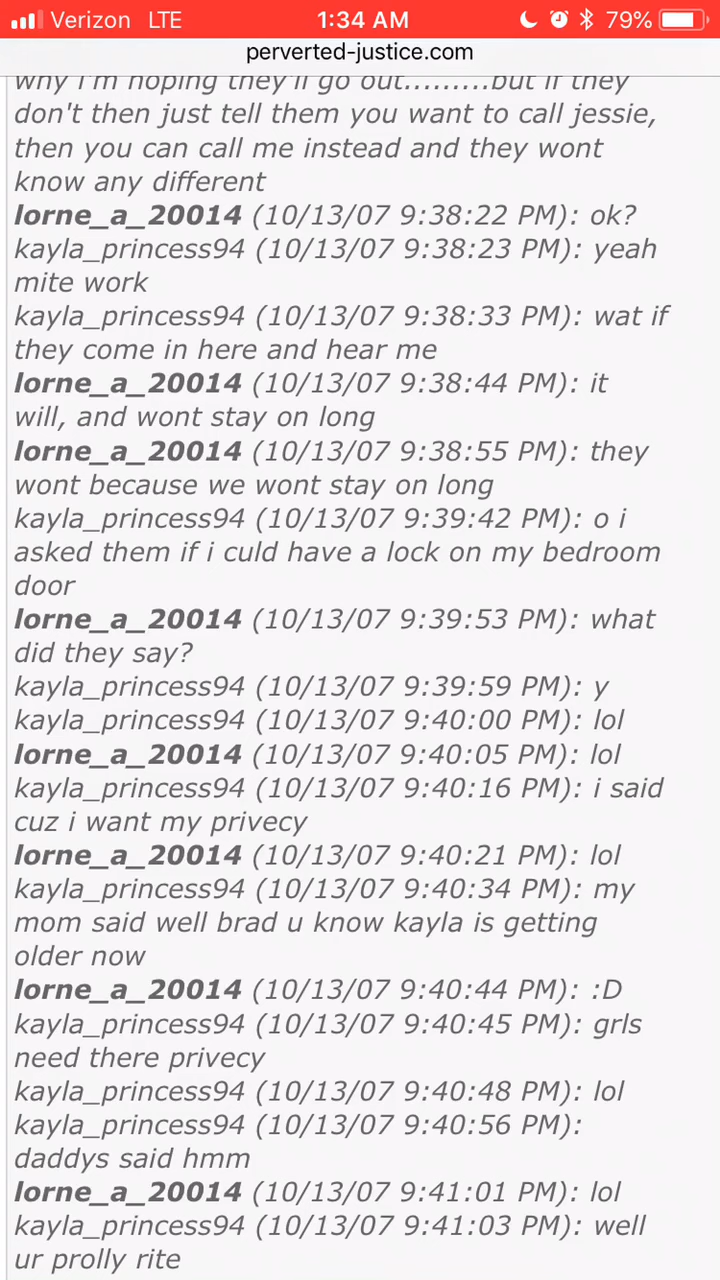 Verizon LTE 1:34 AM 79%
perverted-justice.com
why i'm hoping they'll go out.........but if they
don't then just tell them you want to call jessie,
then you can call me instead and they wont
know any different
lorne_a_20014 (10/13/07 9:38:22 PM): ok?
kayla_princess94 (10/13/07 9:38:23 PM): yeah
mite work
kayla_princess94 (10/13/07 9:38:33 PM): wat if
they come in here and hear me
lorne_a_20014 (10/13/07 9:38:44 PM): it
will, and wont stay on long
lorne_a_20014 (10/13/07 9:38:55 PM): they
wont because we wont stay on long
kayla_princess94 (10/13/07 9:39:42 PM): o i
asked them if i culd have a lock on my bedroom
door
lorne_a_20014 (10/13/07 9:39:53 PM): what
did they say?
kayla_princess94 (10/13/07 9:39:59 PM): y
kayla_princess94 (10/13/07 9:40:00 PM): lol
lorne_a_20014 (10/13/07 9:40:05 PM): lol
kayla_princess94 (10/13/07 9:40:16 PM): i said
cuz i want my privecy
lorne_a_20014 (10/13/07 9:40:21 PM): lol
kayla_princess94 (10/13/07 9:40:34 PM): my
mom said well brad u know kayla is getting
older now
lorne_a_20014 (10/13/07 9:40:44 PM): :D
kayla_princess94 (10/13/07 9:40:45 PM): grls
need there privecy
kayla_princess94 (10/13/07 9:40:48 PM): lol
kayla_princess94 (10/13/07 9:40:56 PM):
daddys said hmm
lorne_a_20014 (10/13/07 9:41:01 PM): lol
kayla_princess94 (10/13/07 9:41:03 PM): well
ur prolly rite